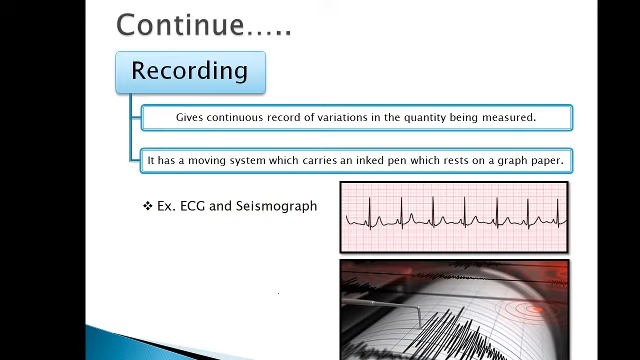 Continue…..
Recording
Gives continuous record of variations in the quantity being measured.
It has a moving system which carries an inked pen which rests on a graph paper.
❖ Ex. ECG and Seismograph